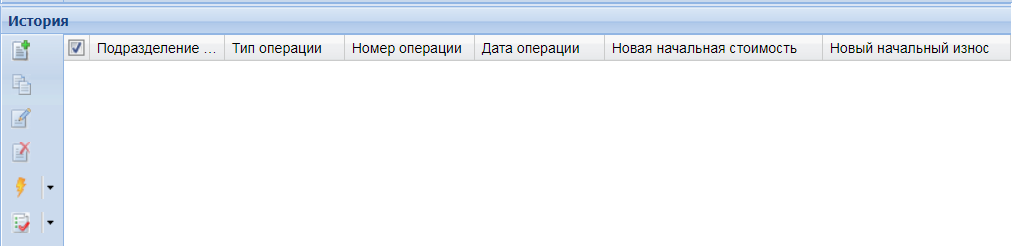 История
Подразделение ... Тип операции Номер операции Дата операции Новая начальная стоимость Новый начальный износ